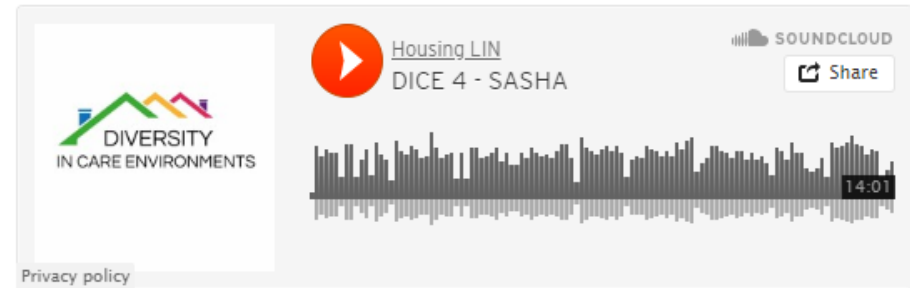 DIVERSITY
IN CARE ENVIRONMENTS
Privacy policy
Housing LIN
DICE 4 - SASHA
SOUNDCLOUD
Share
14:01